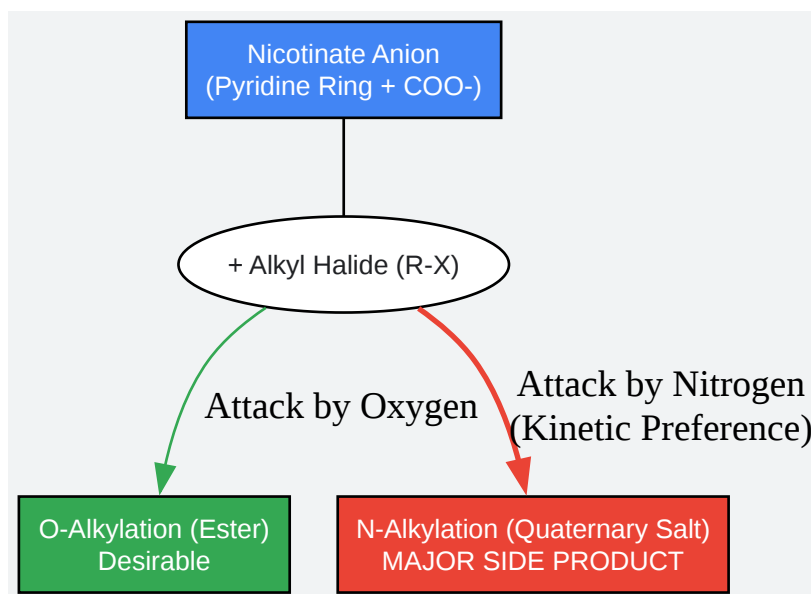 Nicotinate Anion
(Pyridine Ring + COO-)
+ Alkyl Halide (R-X)
Attack by Oxygen
Attack by Nitrogen
(Kinetic Preference)
O-Alkylation (Ester)
Desirable
N-Alkylation (Quaternary Salt)
MAJOR SIDE PRODUCT